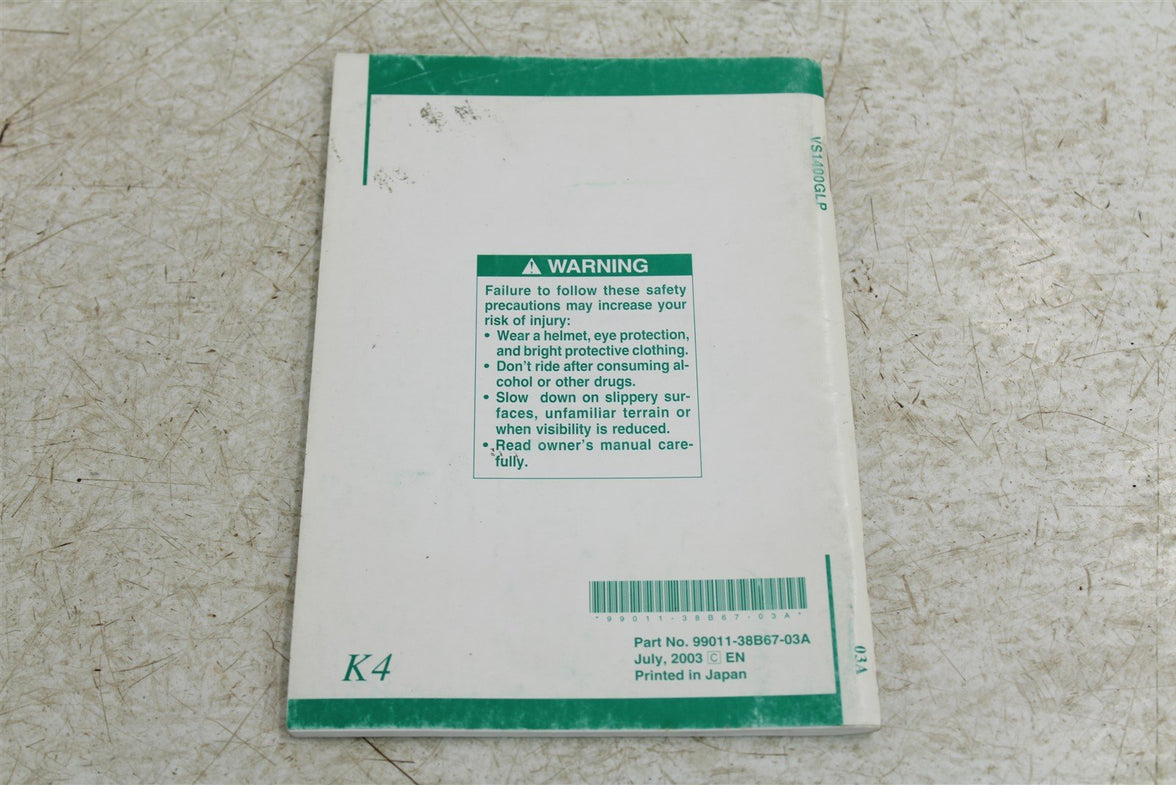 VS1400GLP
WARNING
Failure to follow these safety
precautions may increase your
risk of injury:
• Wear a helmet, eye protection,
and bright protective clothing.
• Don't ride after consuming al-
cohol or other drugs.
• Slow down on slippery sur-
faces, unfamiliar terrain or
when visibility is reduced.
• Read owner's manual care-
fully.
*99011-38B67-03A*
Part No. 99011-38B67-03A
July, 2003 C EN
Printed in Japan
K4
03A